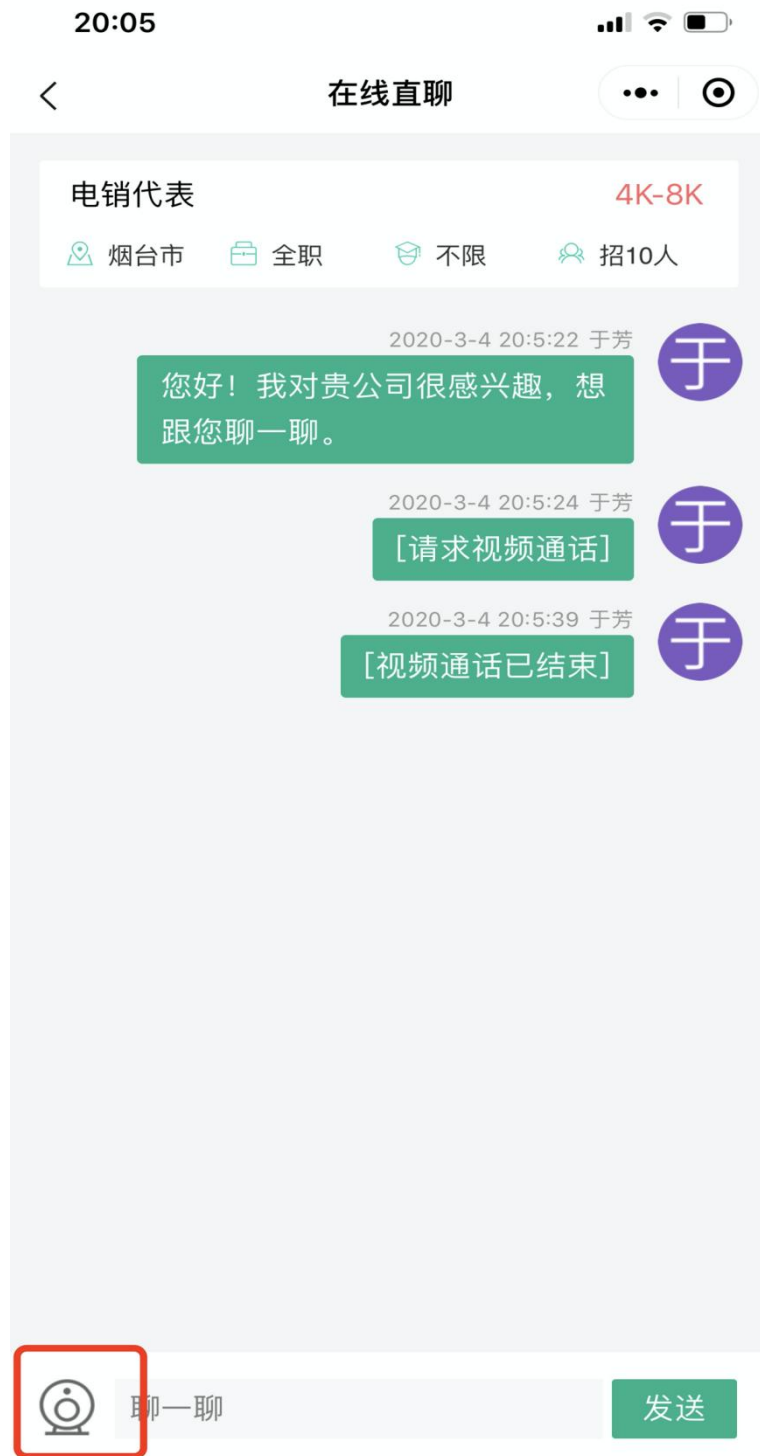 20:05
在线直聊
电销代表 4K-8K
烟台市 全职 不限 招10人
2020-3-4 20:5:22 于芳
于
您好！我对贵公司很感兴趣，想
跟您聊一聊。
2020-3-4 20:5:24 于芳
于
[请求视频通话]
2020-3-4 20:5:39 于芳
于
[视频通话已结束]
聊一聊 发送